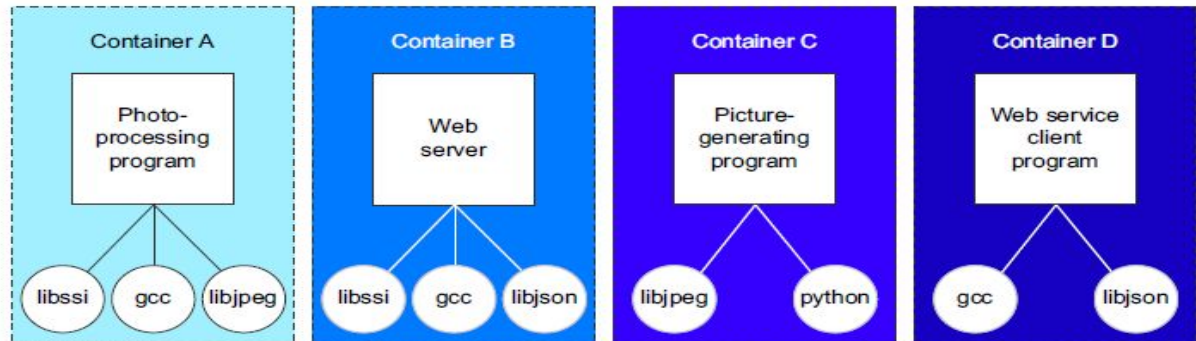 Container A
Photo-
processing
program
libssi
gcc
libjpeg
Container B
Web
server
libssi
gcc
libjson
Container C
Picture-
generating
program
libjpeg
python
Container D
Web service
client
program
gcc
libjson